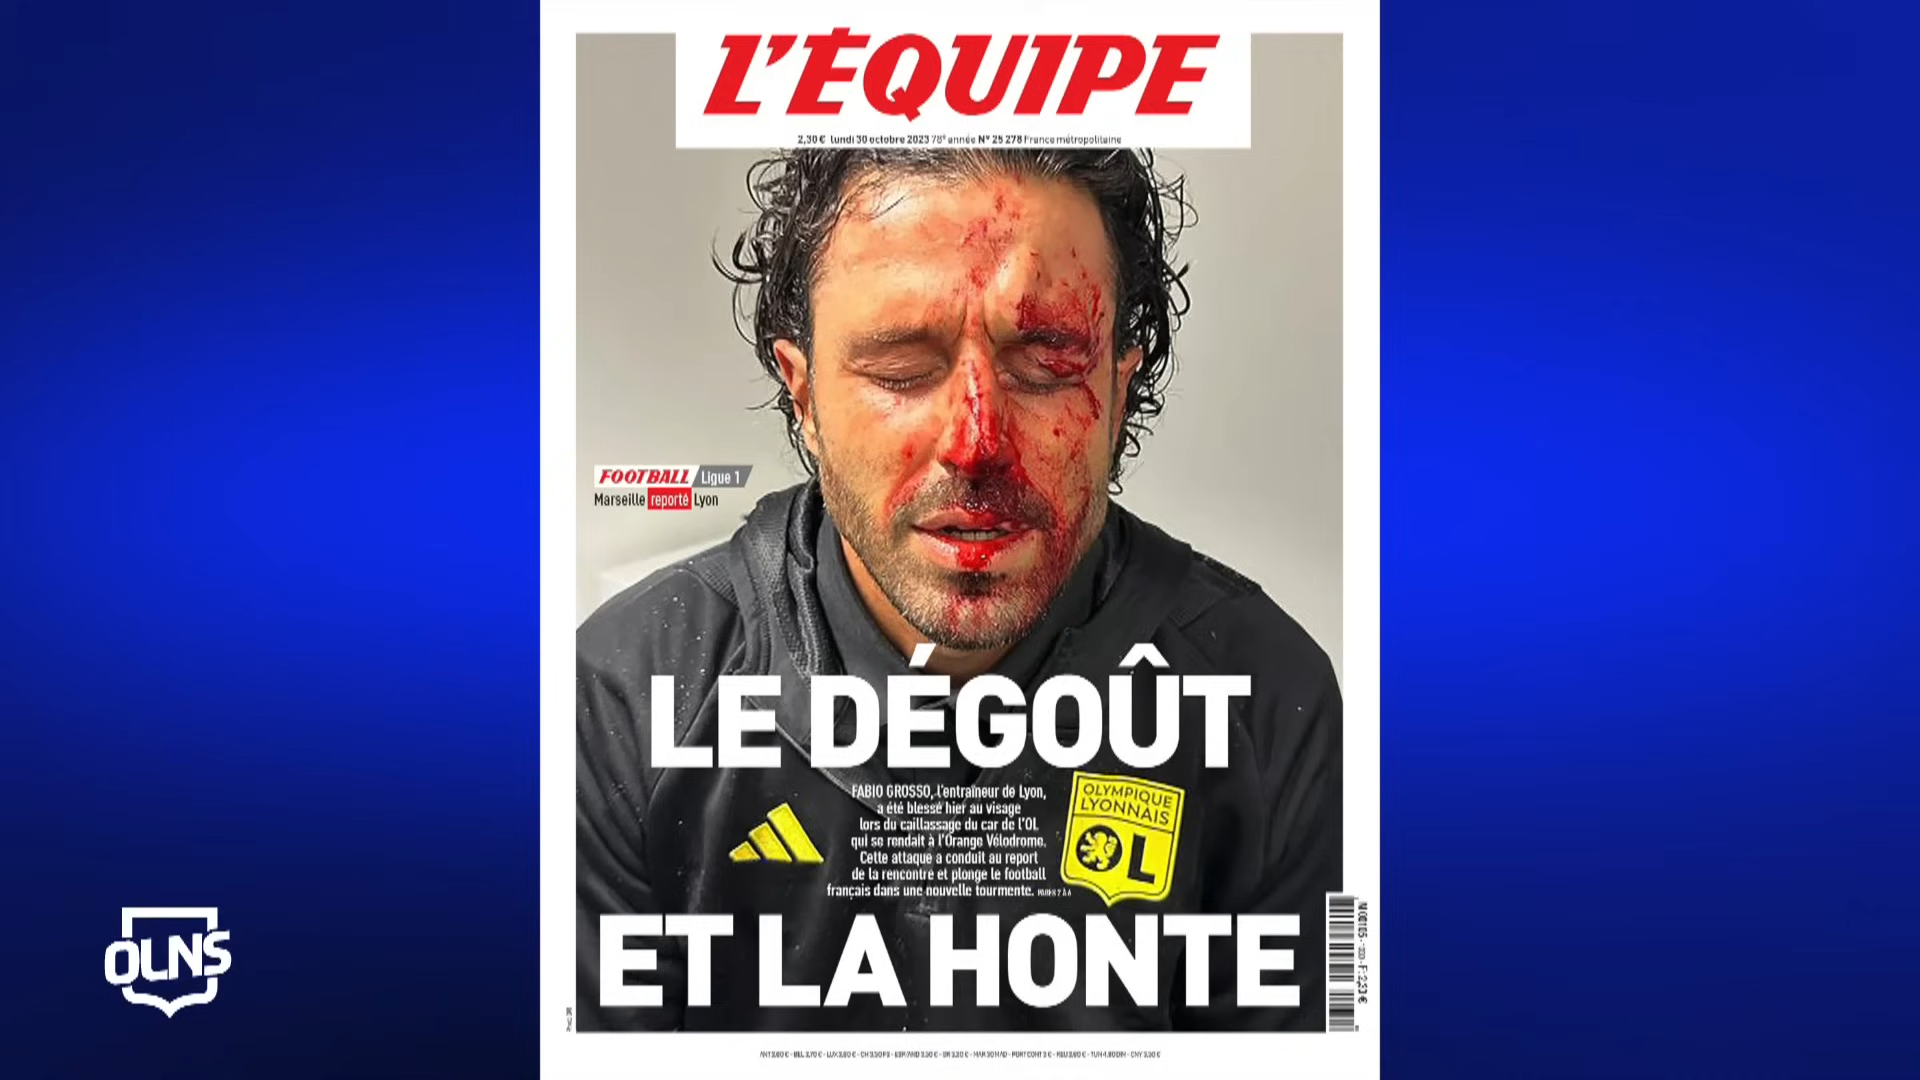 L'ÉQUIPE
2,30 € lundi 30 octobre 2023 78e année N° 25 278 France métropolitaine
FOOTBALL Ligue 1
Marseille reporté Lyon
LE DÉGOÛT
FABIO GROSSO, l'entraîneur de Lyon,
a été blessé hier au visage
lors du caillassage du car de l'OL
qui se rendait à l'Orange Vélodrome.
Cette attaque a conduit au report
de la rencontre et plonge le football
français dans une nouvelle tourmente. PAGES 2 À 6
OLYMPIQUE
LYONNAIS
OL
ET LA HONTE
OLNS